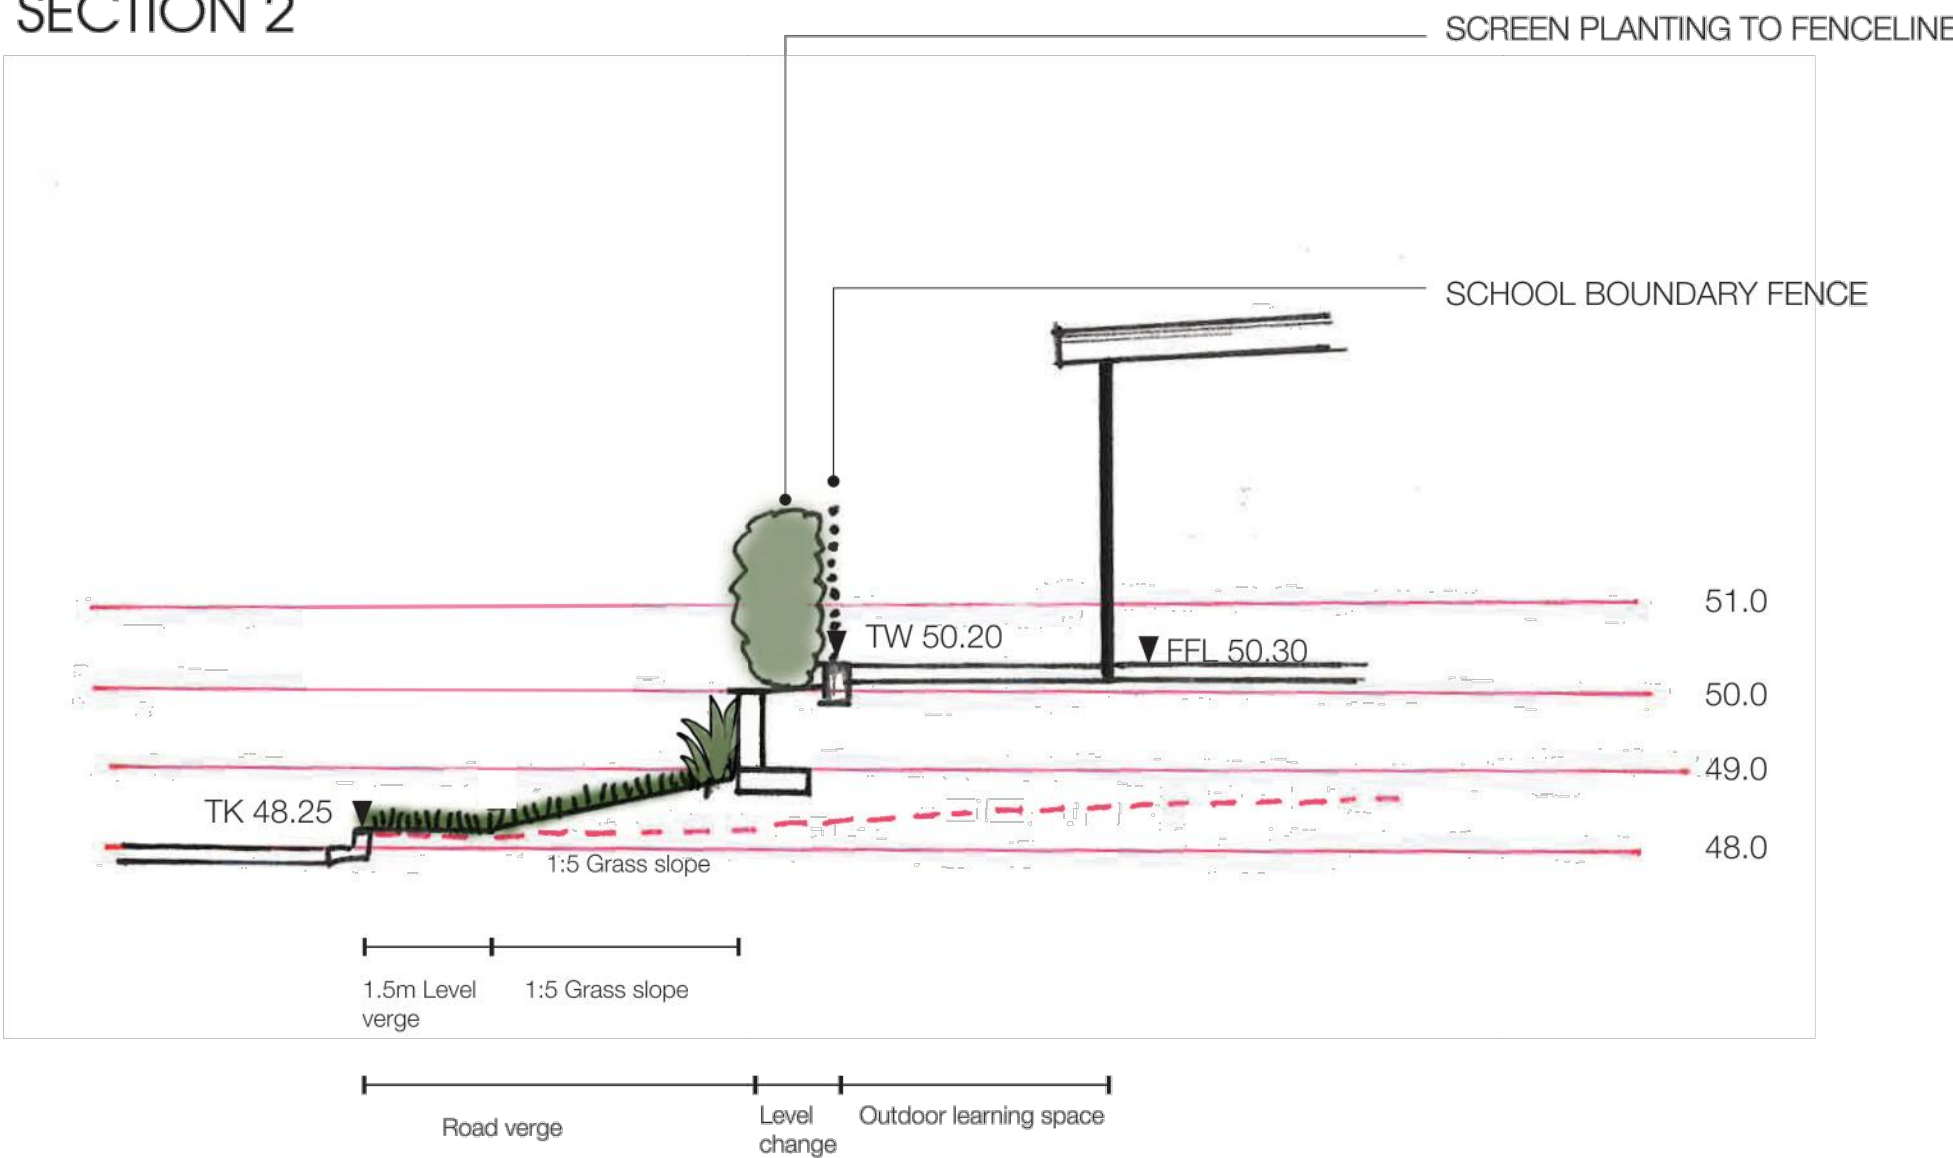 SECTION 2
SCREEN PLANTING TO FENCELINE
SCHOOL BOUNDARY FENCE
51.0
TW 50.20
FFL 50.30
50.0
49.0
TK 48.25
48.0
1:5 Grass slope
1.5m Level
verge
1:5 Grass slope
Road verge
Level
change
Outdoor learning space